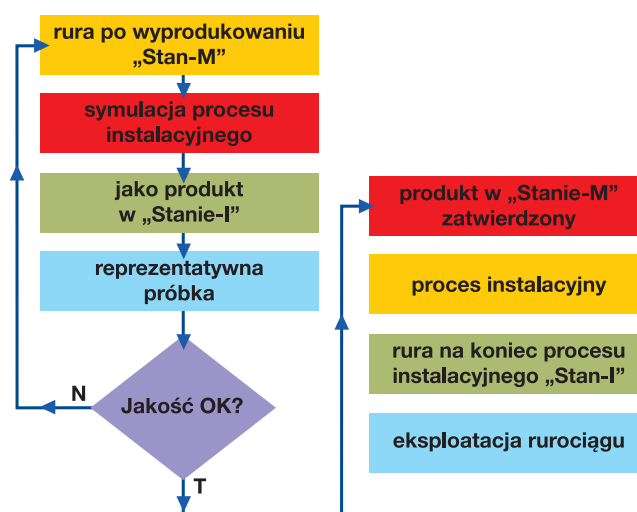 rura po wyprodukowaniu
„Stan-M”
symulacja procesu
instalacyjnego
jako produkt
w „Stanie-I”
reprezentatywna
próbka
N
Jakość OK?
T
produkt w „Stanie-M”
zatwierdzony
proces instalacyjny
rura na koniec procesu
instalacyjnego „Stan-I”
eksploatacja rurociągu